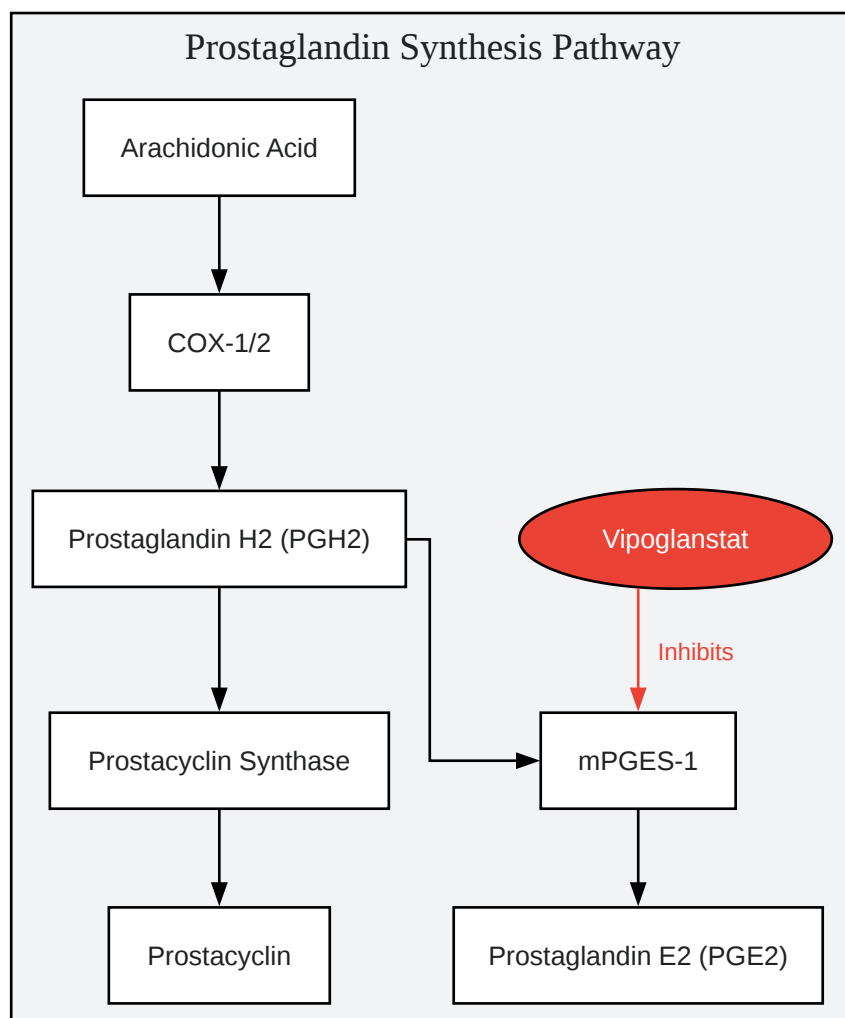 Prostaglandin Synthesis Pathway
Arachidonic Acid
COX-1/2
Prostaglandin H2 (PGH2)
Vipoglanstat
Inhibits
Prostacyclin Synthase
mPGES-1
Prostacyclin
Prostaglandin E2 (PGE2)